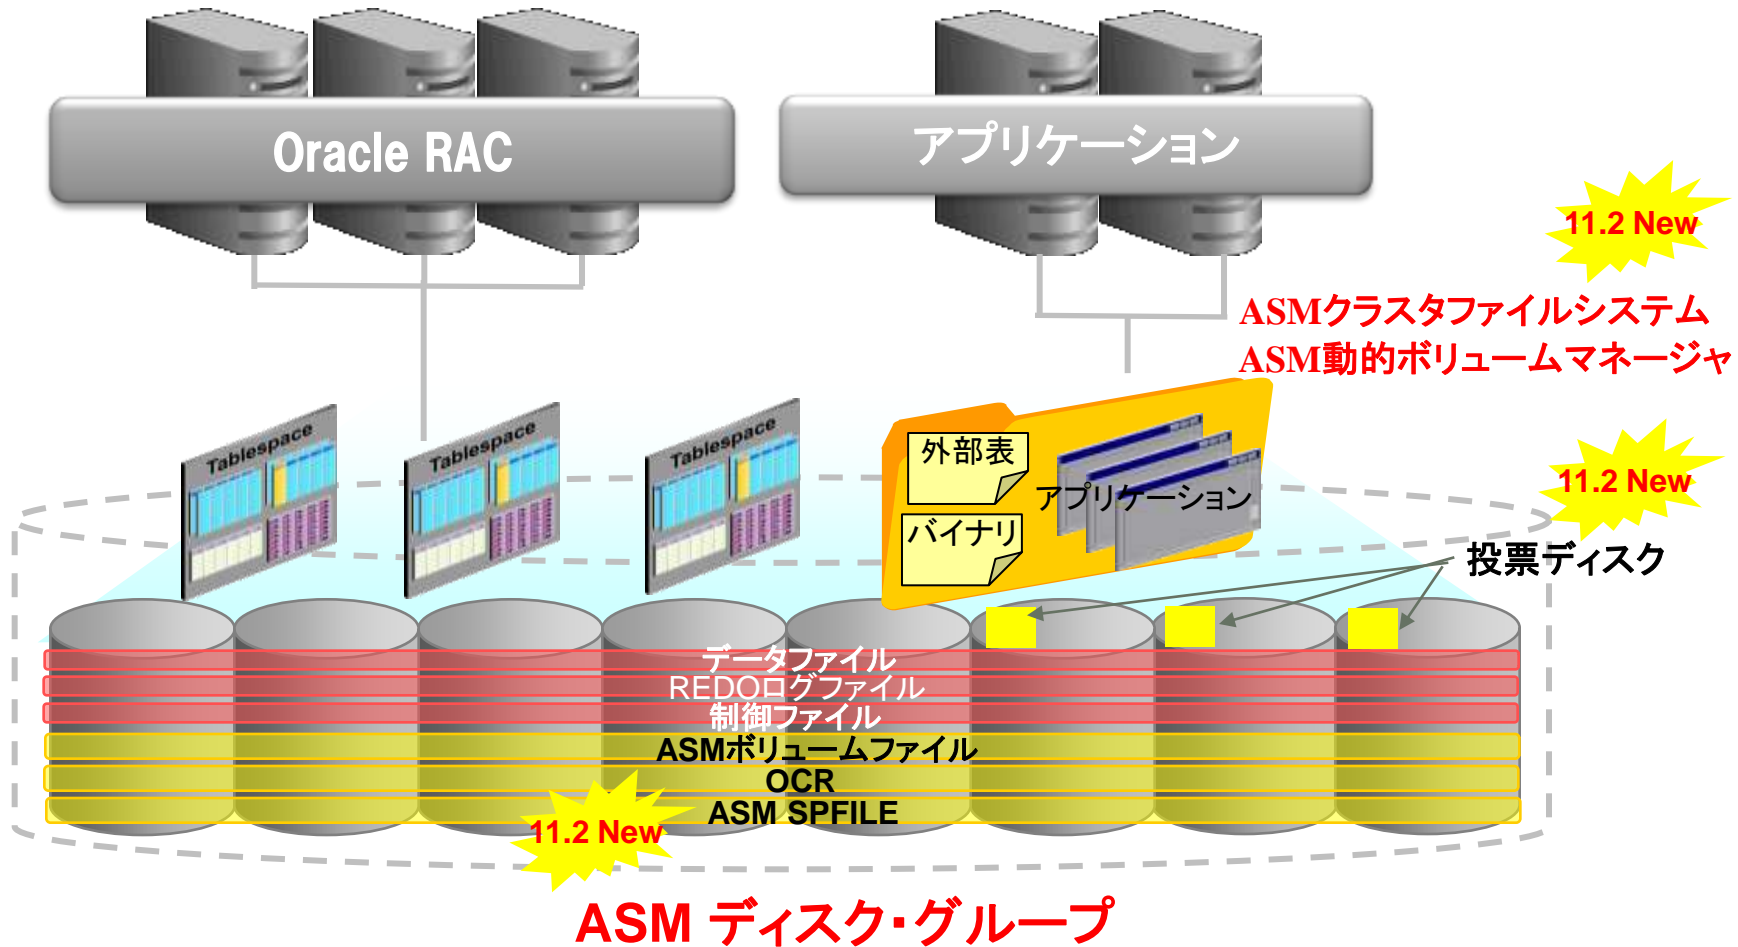 Oracle RAC
アプリケーション
11.2 New
ASMクラスタファイルシステム
ASM動的ボリュームマネージャ
Tablespace
Tablespace
Tablespace
外部表
アプリケーション
バイナリ
11.2 New
投票ディスク
データファイル
REDOログファイル
制御ファイル
ASMボリュームファイル
OCR
ASM SPFILE
11.2 New
ASM ディスク・グループ